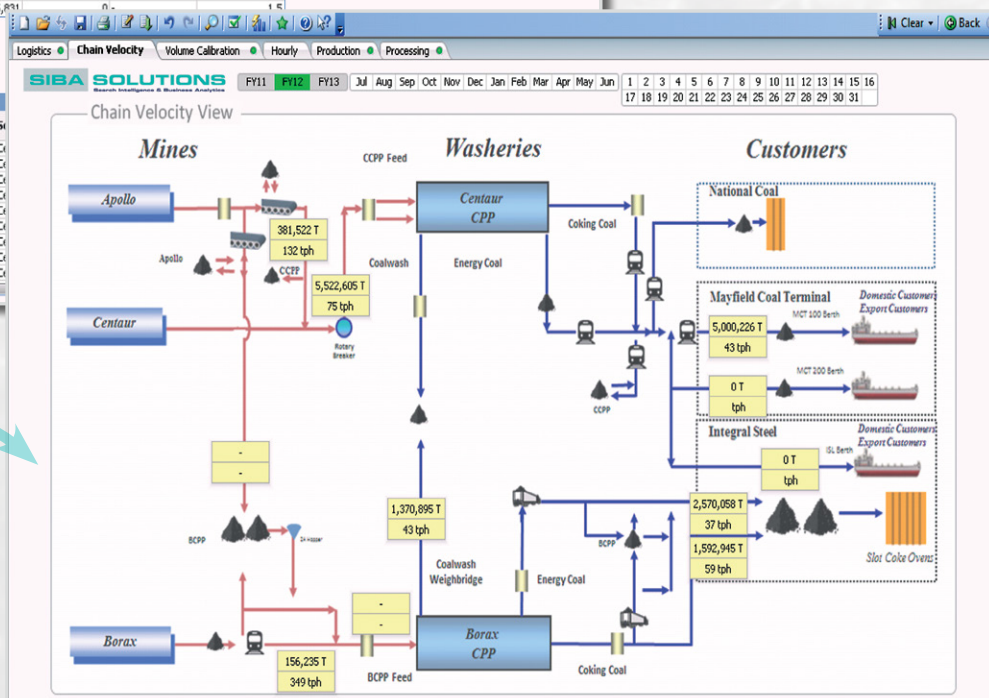 0 -
1.5
Clear
Back
Logistics
Chain Velocity
Volume Calibration
Hourly
Production
Processing
SIBA SOLUTIONS
Search Intelligence & Business Analytics
FY11 FY12 FY13
Jul Aug Sep Oct Nov Dec Jan Feb Mar Apr May Jun
1 2 3 4 5 6 7 8 9 10 11 12 13 14 15 16
17 18 19 20 21 22 23 24 25 26 27 28 29 30 31
Chain Velocity View
Mines
Washeries
Customers
CCPP Feed
Apollo
381,522 T
132 tph
Apollo
CCPP
5,522,605 T
75 tph
Centaur
Rotary
Breaker
Centaur
CPP
Coalwash
Energy Coal
Coking Coal
CCPP
National Coal
Mayfield Coal Terminal
Domestic Customers
Export Customers
MCT 100 Berth
5,000,226 T
43 tph
MCT 200 Berth
0 T
tph
Integral Steel
Domestic Customers
Export Customers
ISL Berth
0 T
tph
2,570,058 T
37 tph
1,592,945 T
59 tph
Slot Coke Ovens
-
-
BCPP
1,370,895 T
43 tph
Coalwash
Weighbridge
Energy Coal
BCPP
-
-
Borax
156,235 T
349 tph
BCPP Feed
Borax
CPP
Coking Coal